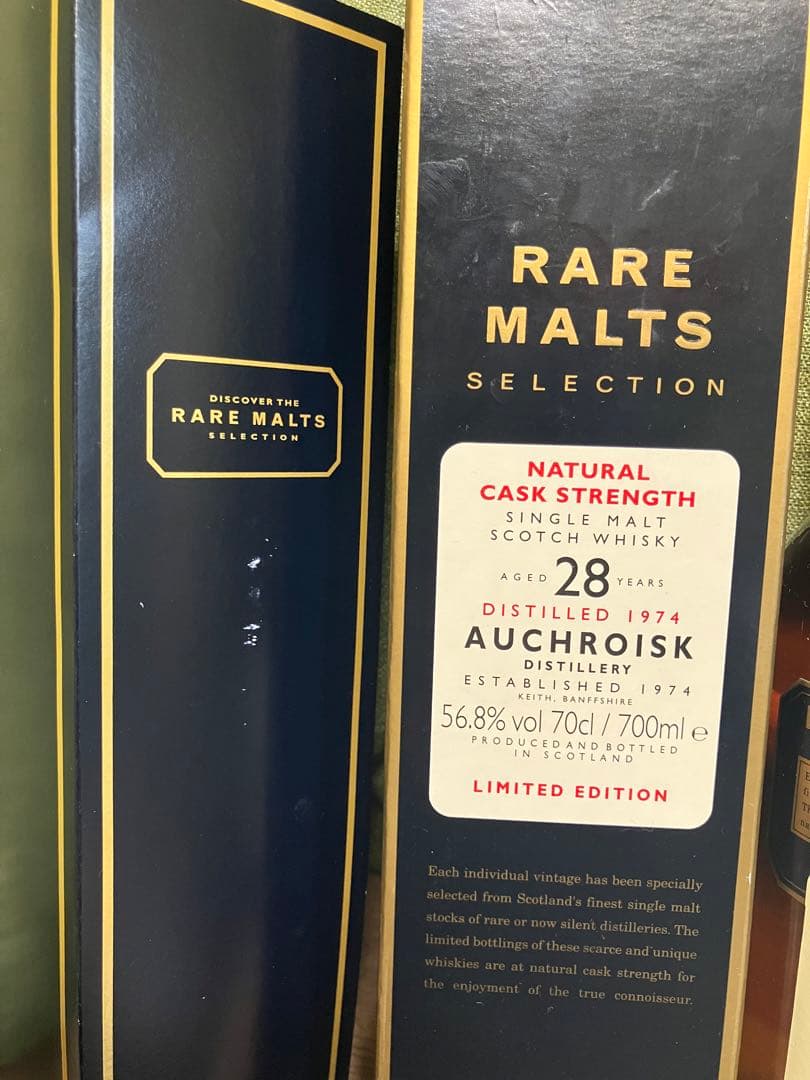 DISCOVER THE
RARE MALTS
SELECTION
RARE
MALTS
SELECTION
NATURAL
CASK STRENGTH
SINGLE MALT
SCOTCH WHISKY
AGED 28 YEARS
DISTILLED 1974
AUCHROISK
DISTILLERY
ESTABLISHED 1974
KEITH, BANFFSHIRE
56.8% vol 70cl / 700ml e
PRODUCED AND BOTTLED
IN SCOTLAND
LIMITED EDITION
Each individual vintage has been specially
selected from Scotland's finest single malt
stocks of rare or now silent distilleries. The
limited bottlings of these scarce and unique
whiskies are at natural cask strength for
the enjoyment of the true connoisseur.